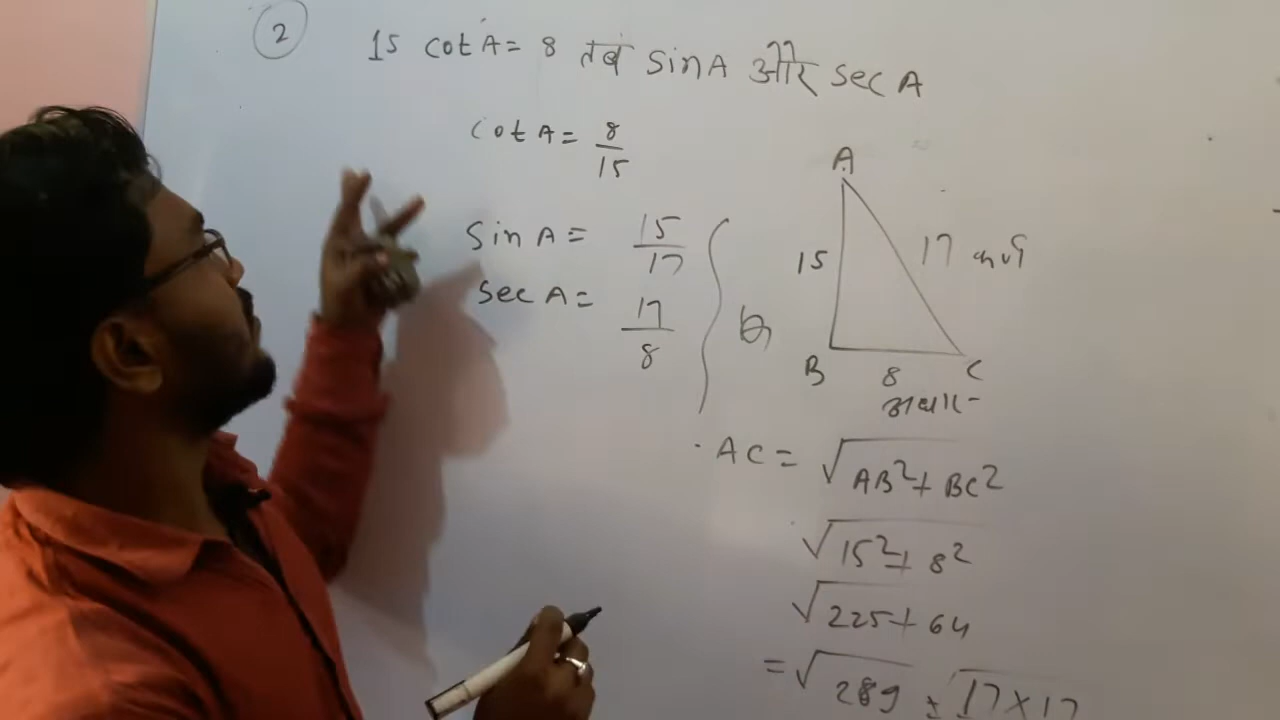 2
15 cot A = 8 तब sin A और sec A
cot A = 8/15
sin A = 15/17
sec A = 17/8
A
15
17 कर्ण
B
8
C
AC = √AB²+BC²
√15²+8²
√225+64
=√289 = √17×17